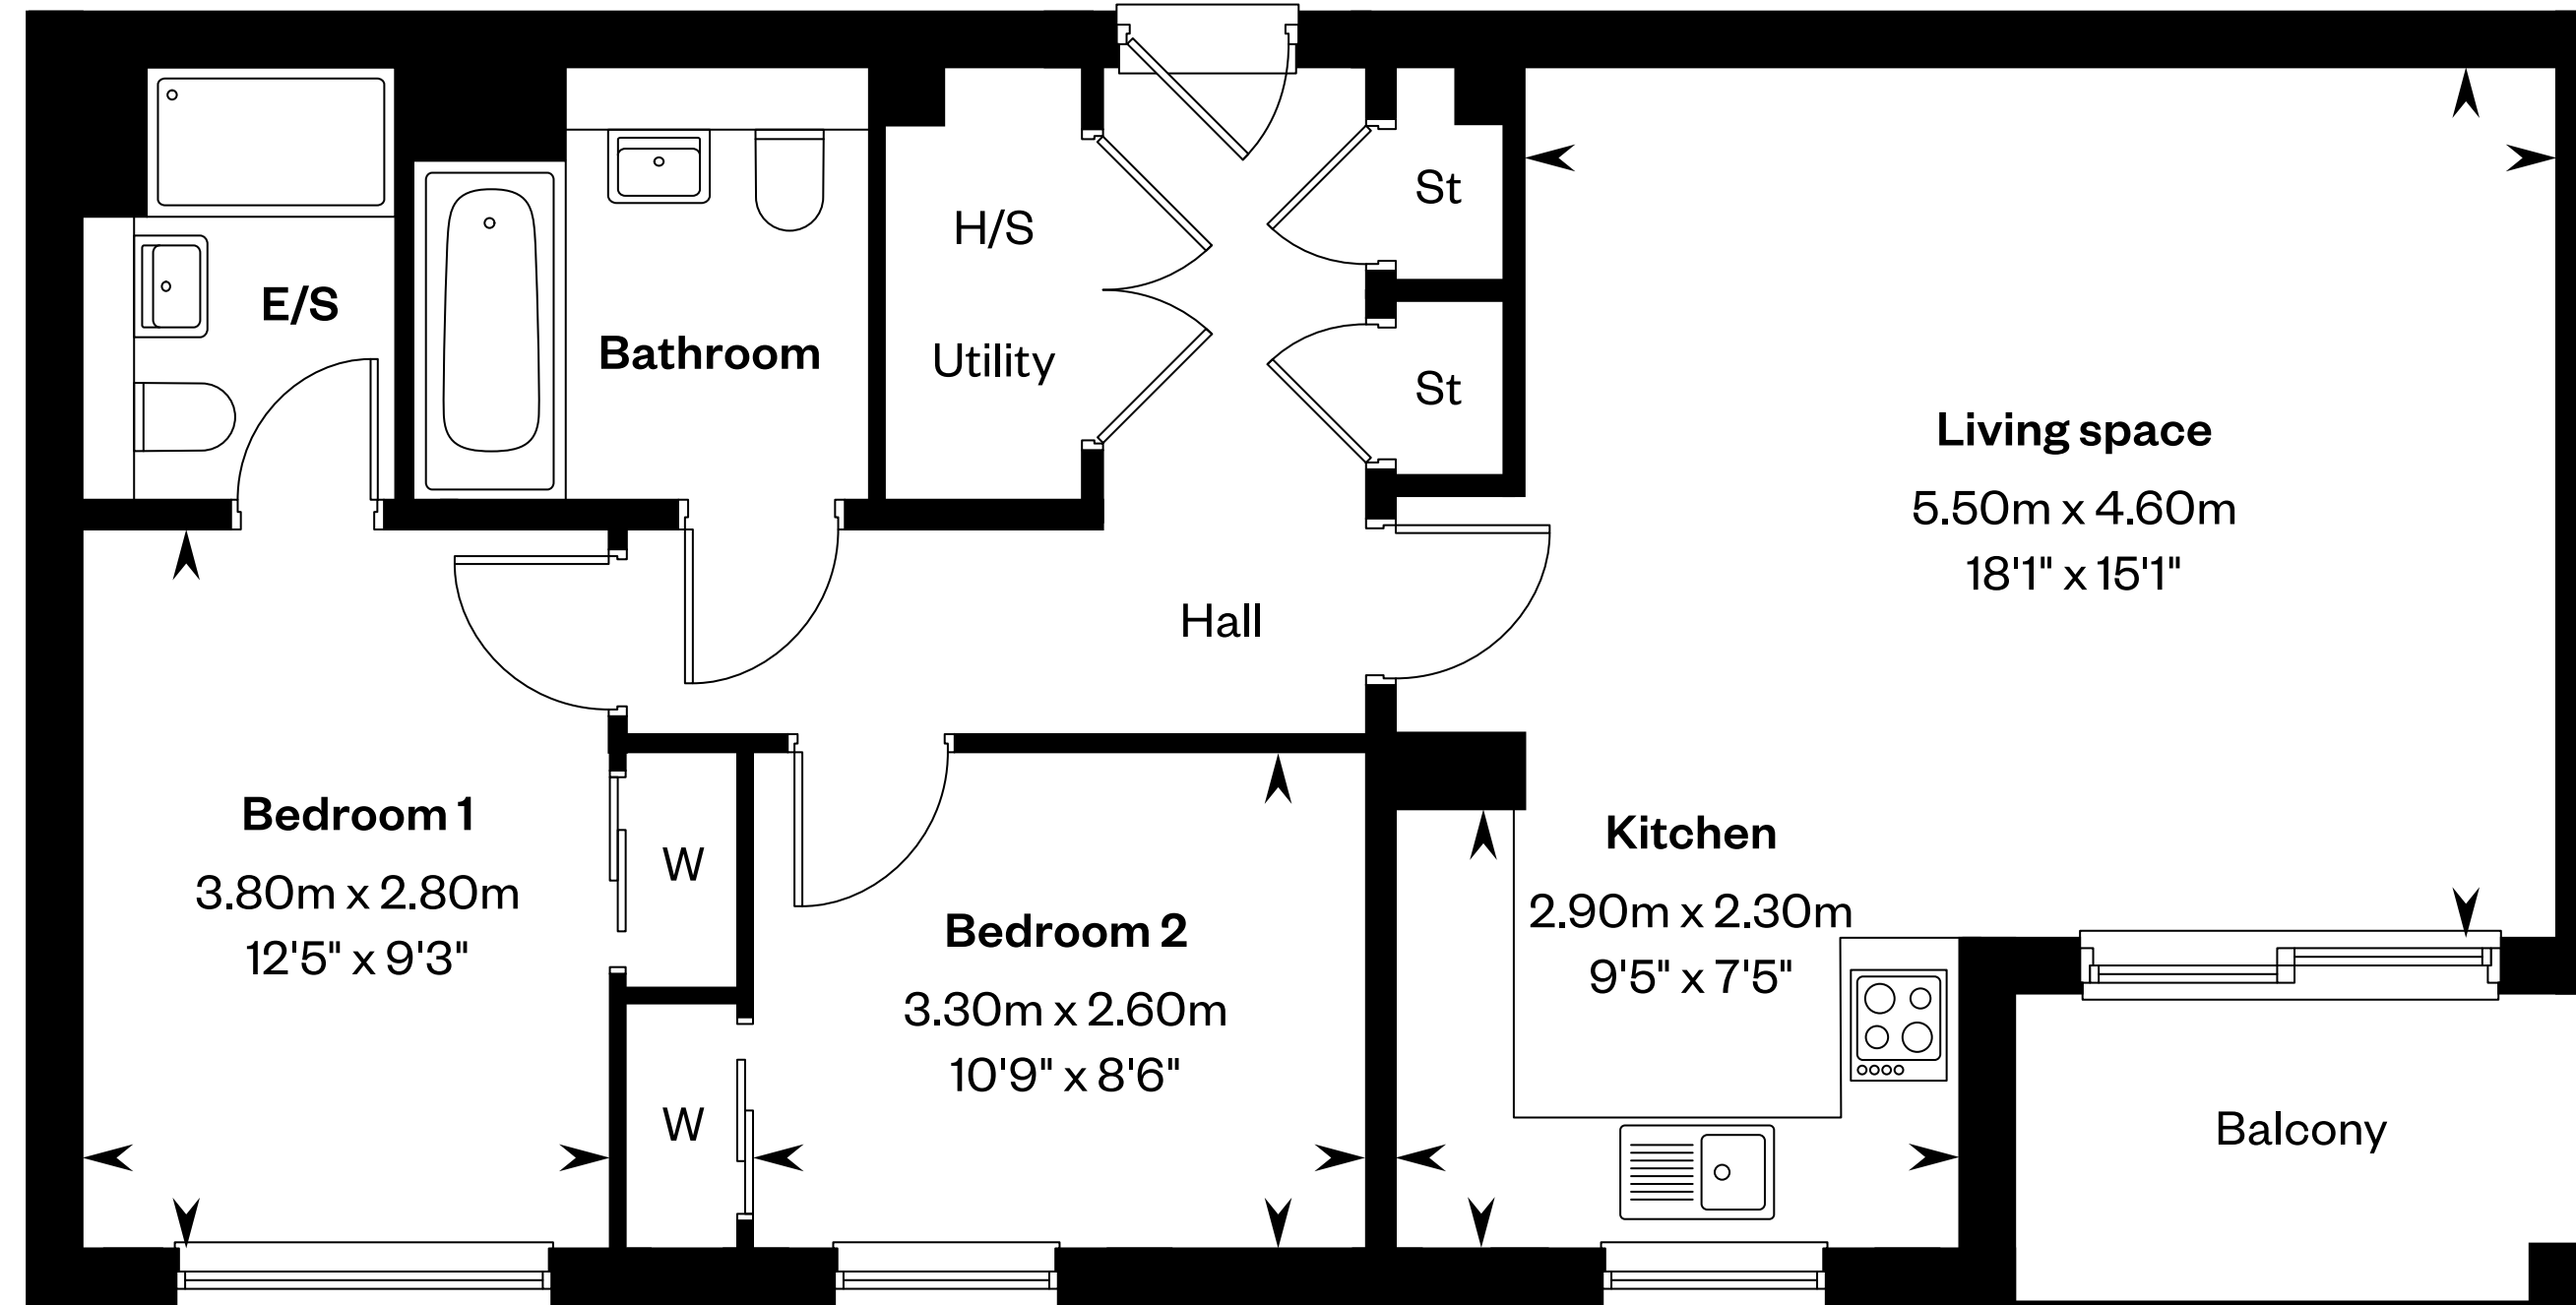 St
H/S
E/S
Bathroom
Utility
St
Living space
5.50m x 4.60m
18'1" x 15'1"
Hall
Bedroom 1
3.80m x 2.80m
12'5" x 9'3"
W
Kitchen
2.90m x 2.30m
9'5" x 7'5"
Bedroom 2
3.30m x 2.60m
10'9" x 8'6"
W
Balcony